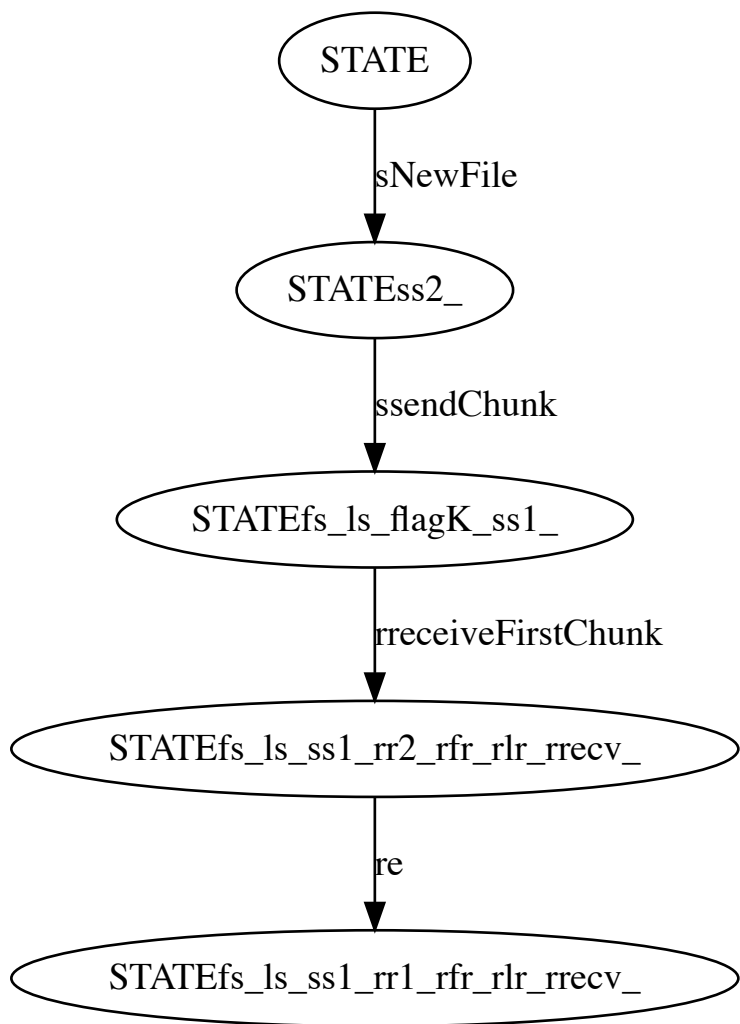 STATE
sNewFile
STATEss2_
ssendChunk
STATEfs_ls_flagK_ss1_
rreceiveFirstChunk
STATEfs_ls_ss1_rr2_rfr_rlr_rrecv_
re
STATEfs_ls_ss1_rr1_rfr_rlr_rrecv_